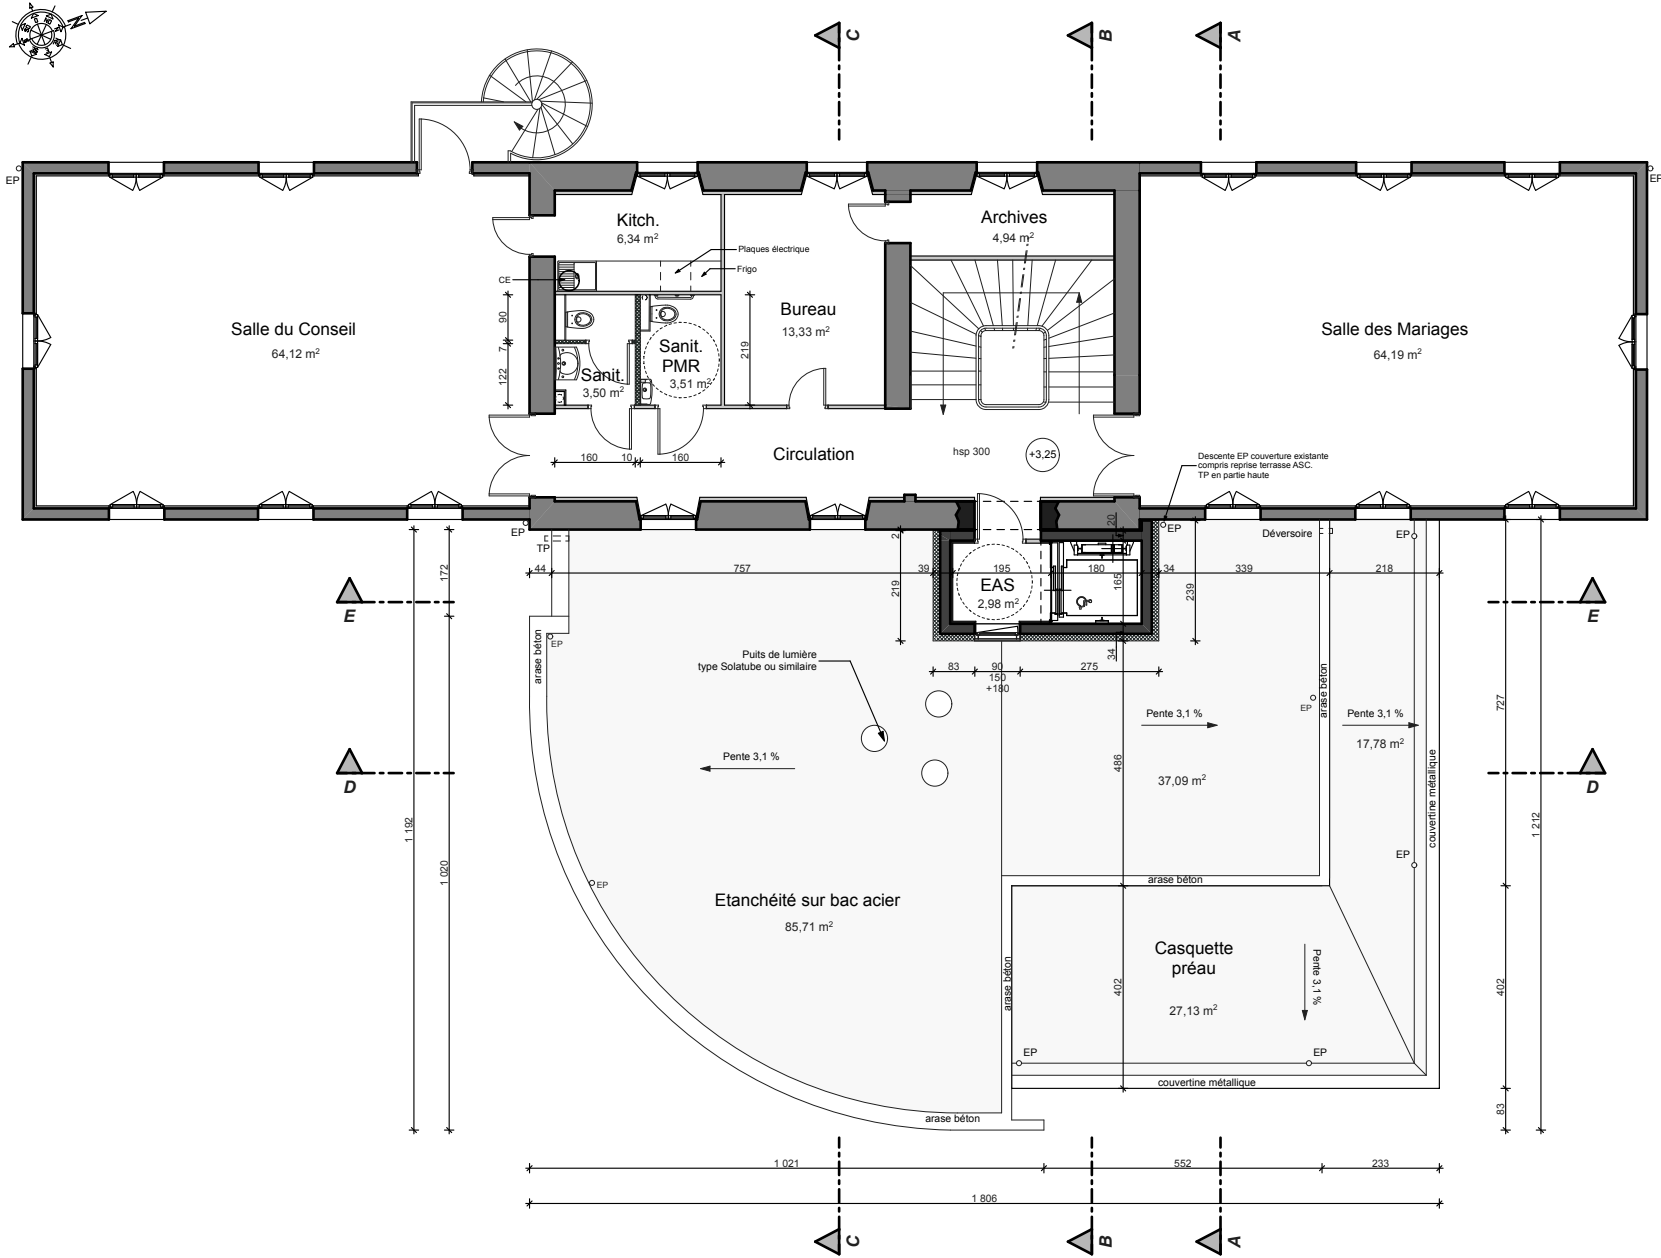 N
C
B
A
EP
EP
Kitch.
6,34 m²
Archives
4,94 m²
Plaques électrique
Frigo
CE
Salle du Conseil
64,12 m²
Bureau
13,33 m²
Salle des Mariages
64,19 m²
90
7
122
219
Sanit.
PMR
3,51 m²
Sanit.
3,50 m²
160
10
160
Circulation
hsp 300
+3,25
Descente EP couverture existante
compris reprise terrasse ASC.
TP en partie haute
EP
TP
EP
Déversoire
EP
20
2
172
44
757
39
195
180
34
339
218
219
EAS
2,98 m²
165
239
E
E
arase béton
EP
34
Puits de lumière
type Solatube ou similaire
83
90
275
150
+180
arase béton
EP
727
Pente 3,1 %
Pente 3,1 %
17,78 m²
Pente 3,1 %
486
37,09 m²
D
D
couvertine métallique
1 192
1 020
1 212
EP
EP
arase béton
Etanchéité sur bac acier
85,71 m²
Casquette
préau
27,13 m²
Pente 3,1 %
arase béton
402
402
EP
EP
couvertine métallique
83
arase béton
1 021
552
233
1 806
C
B
A